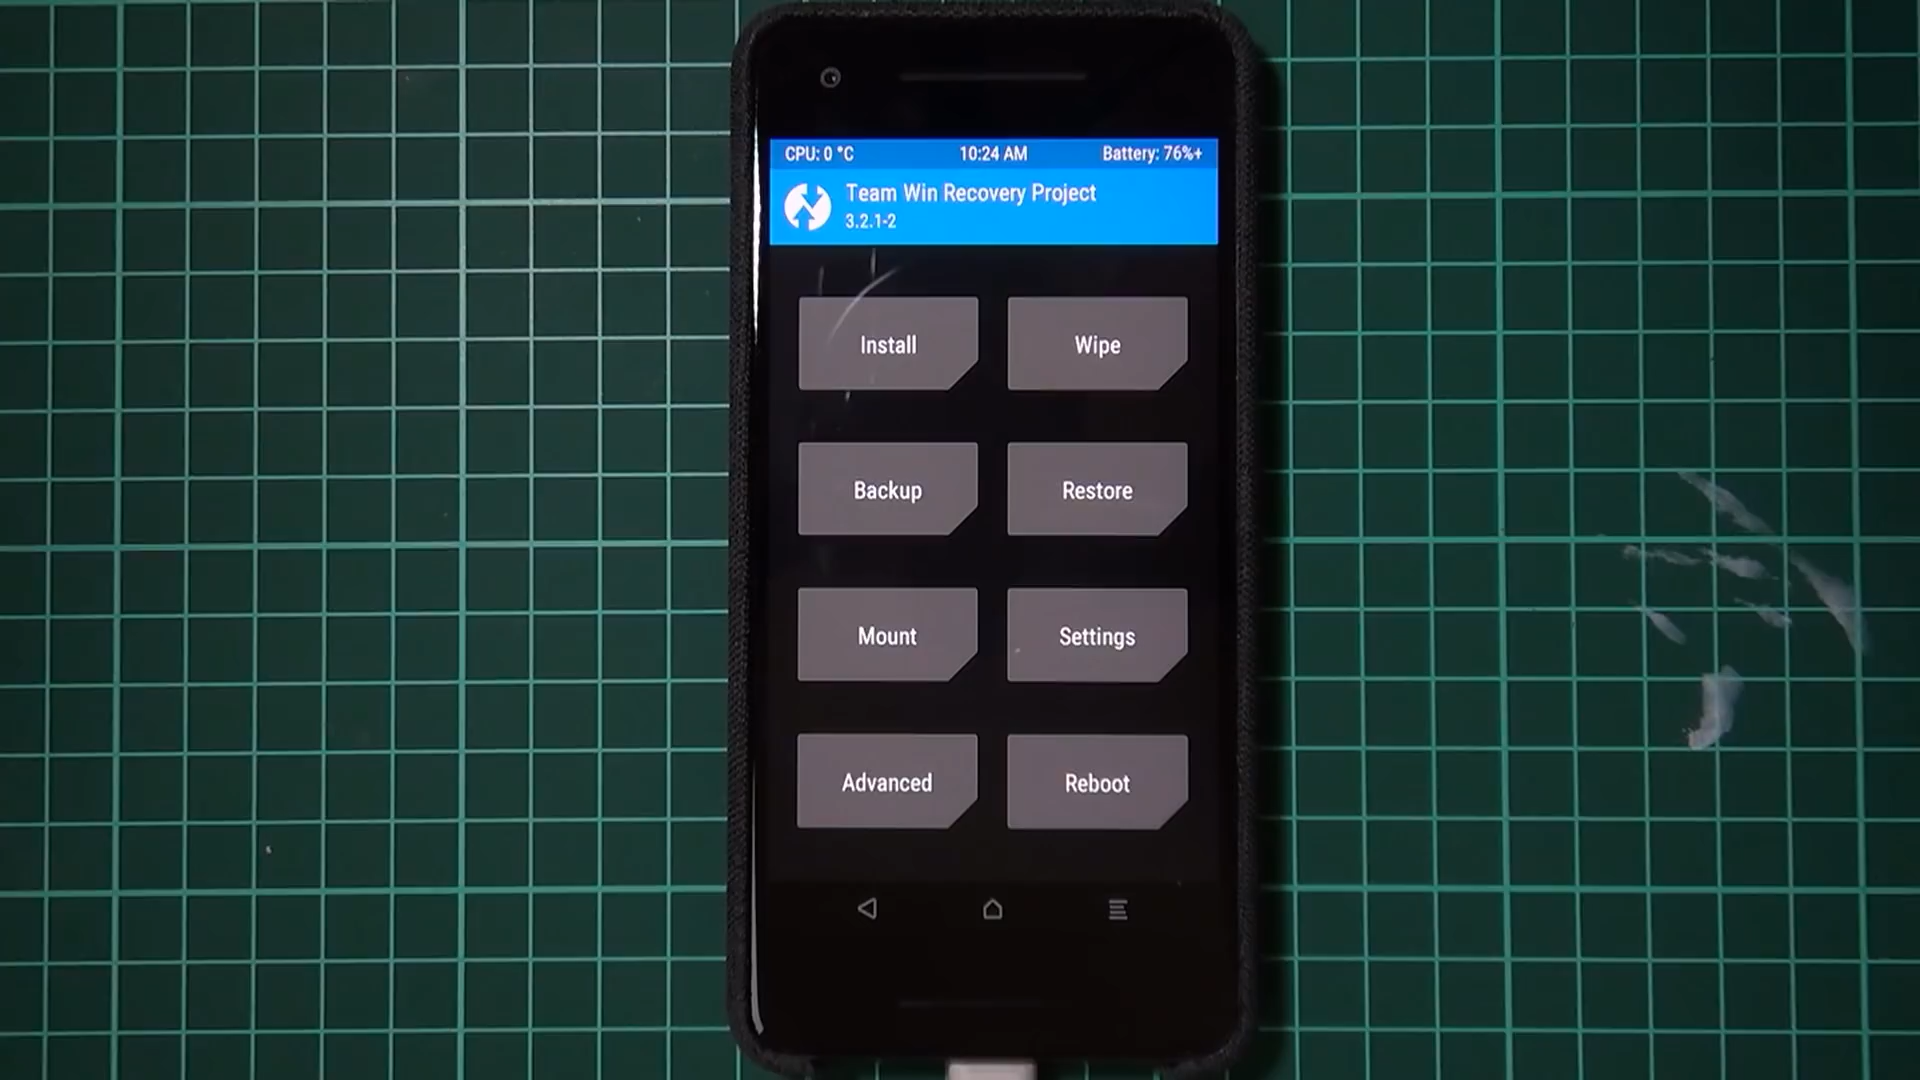 CPU: 0 °C 10:24 AM Battery: 76%+
Team Win Recovery Project
3.2.1-2
Install Wipe
Backup Restore
Mount Settings
Advanced Reboot